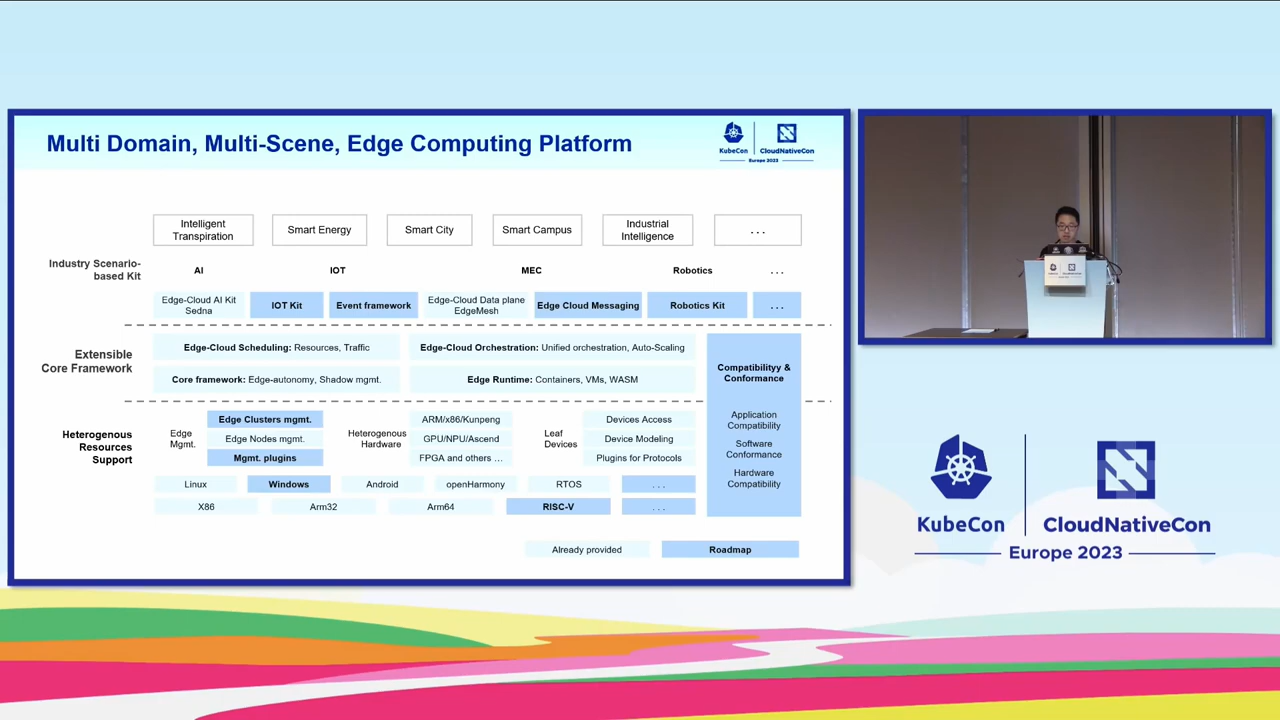 Multi Domain, Multi-Scene, Edge Computing Platform
KubeCon
CloudNativeCon
Europe 2023
Intelligent
Transpiration
Smart Energy
Smart City
Smart Campus
Industrial
Intelligence
. . .
Industry Scenario-
based Kit
AI
IOT
MEC
Robotics
. . .
Edge-Cloud AI Kit
Sedna
IOT Kit
Event framework
Edge-Cloud Data plane
EdgeMesh
Edge Cloud Messaging
Robotics Kit
. . .
Extensible
Core Framework
Edge-Cloud Scheduling: Resources, Traffic
Edge-Cloud Orchestration: Unified orchestration, Auto-Scaling
Core framework: Edge-autonomy, Shadow mgmt.
Edge Runtime: Containers, VMs, WASM
Compatibility &
Conformance
Application
Compatibility
Software
Conformance
Hardware
Compatibility
Heterogenous
Resources
Support
Edge
Mgmt.
Edge Clusters mgmt.
Edge Nodes mgmt.
Mgmt. plugins
Heterogenous
Hardware
ARM/x86/Kunpeng
GPU/NPU/Ascend
FPGA and others ...
Leaf
Devices
Devices Access
Device Modeling
Plugins for Protocols
Linux
Windows
Android
openHarmony
RTOS
. . .
X86
Arm32
Arm64
RISC-V
. . .
Already provided
Roadmap
KubeCon
CloudNativeCon
Europe 2023